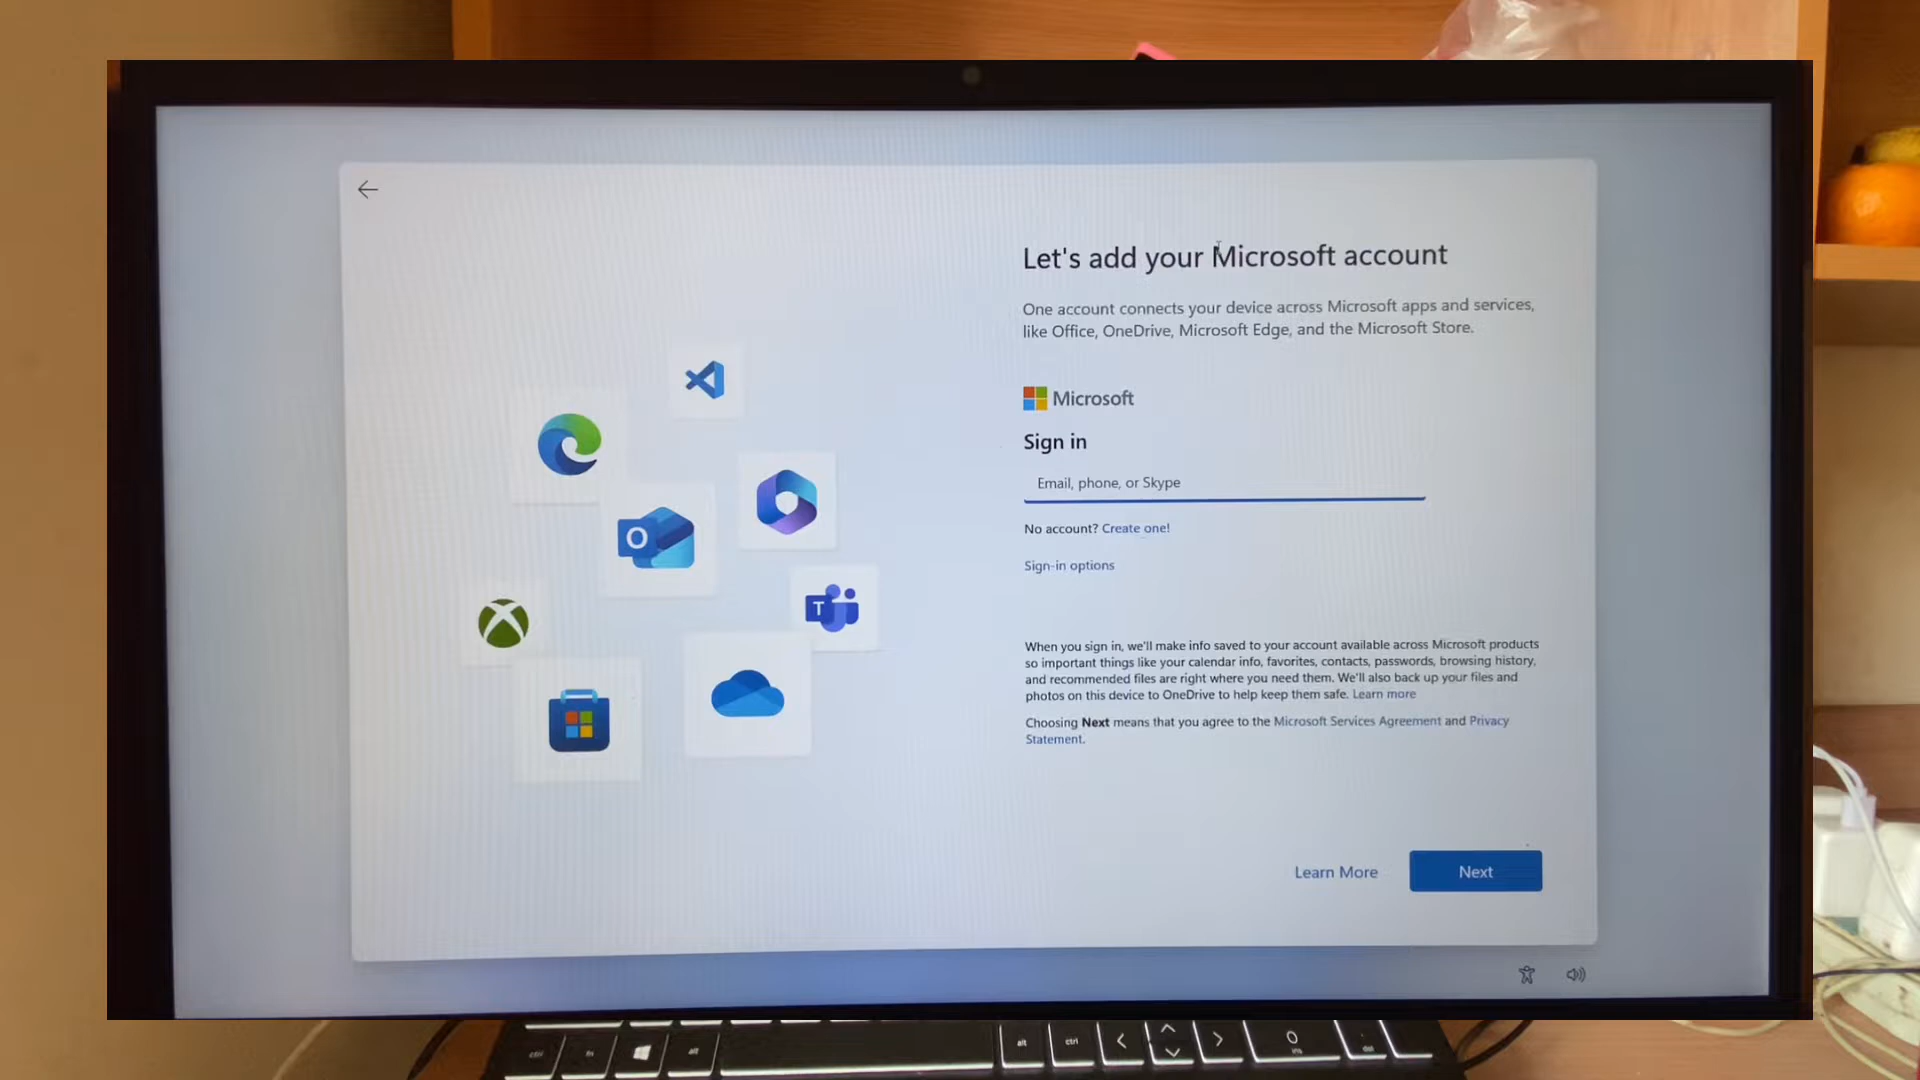 Let's add your Microsoft account
One account connects your device across Microsoft apps and services,
like Office, OneDrive, Microsoft Edge, and the Microsoft Store.
Microsoft
Sign in
Email, phone, or Skype
No account? Create one!
Sign-in options
When you sign in, we'll make info saved to your account available across Microsoft products
so important things like your calendar info, favorites, contacts, passwords, browsing history,
and recommended files are right where you need them. We'll also back up your files and
photos on this device to OneDrive to help keep them safe. Learn more
Choosing Next means that you agree to the Microsoft Services Agreement and Privacy
Statement.
Learn More
Next
O
T
ctrl
fn
alt
alt
ctrl
0
ins
.
del